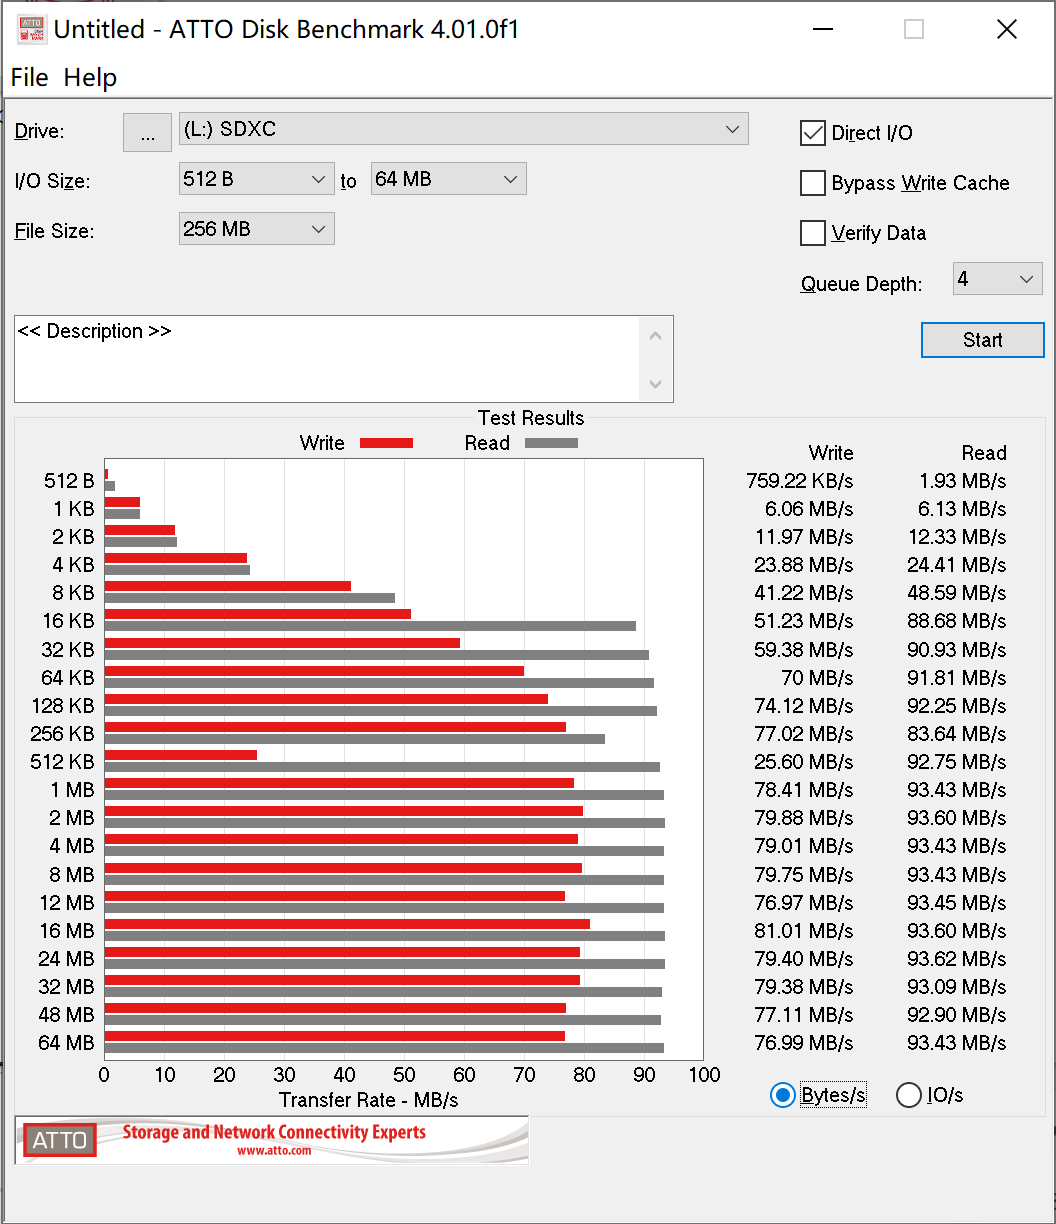 Untitled - ATTO Disk Benchmark 4.01.0f1
File Help
Drive: ... (L:) SDXC
Direct I/O
I/O Size: 512 B to 64 MB
Bypass Write Cache
File Size: 256 MB
Verify Data
Queue Depth: 4
<< Description >>
Start
Test Results
Write Read
Write Read
512 B 759.22 KB/s 1.93 MB/s
1 KB 6.06 MB/s 6.13 MB/s
2 KB 11.97 MB/s 12.33 MB/s
4 KB 23.88 MB/s 24.41 MB/s
8 KB 41.22 MB/s 48.59 MB/s
16 KB 51.23 MB/s 88.68 MB/s
32 KB 59.38 MB/s 90.93 MB/s
64 KB 70 MB/s 91.81 MB/s
128 KB 74.12 MB/s 92.25 MB/s
256 KB 77.02 MB/s 83.64 MB/s
512 KB 25.60 MB/s 92.75 MB/s
1 MB 78.41 MB/s 93.43 MB/s
2 MB 79.88 MB/s 93.60 MB/s
4 MB 79.01 MB/s 93.43 MB/s
8 MB 79.75 MB/s 93.43 MB/s
12 MB 76.97 MB/s 93.45 MB/s
16 MB 81.01 MB/s 93.60 MB/s
24 MB 79.40 MB/s 93.62 MB/s
32 MB 79.38 MB/s 93.09 MB/s
48 MB 77.11 MB/s 92.90 MB/s
64 MB 76.99 MB/s 93.43 MB/s
0 10 20 30 40 50 60 70 80 90 100
Transfer Rate - MB/s
Bytes/s IO/s
ATTO Storage and Network Connectivity Experts
www.atto.com